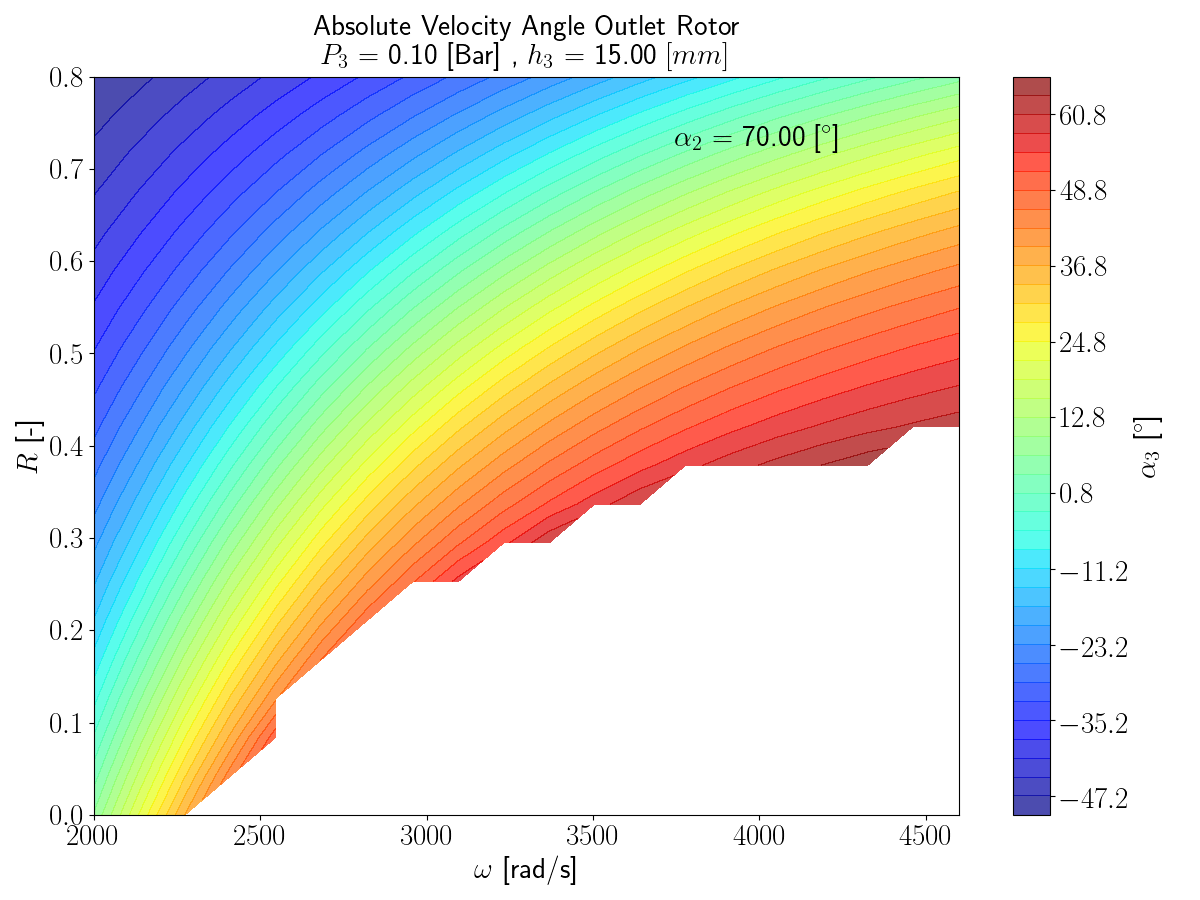 Absolute Velocity Angle Outlet Rotor
P₃ = 0.10 [Bar] , h₃ = 15.00 [mm]
α₂ = 70.00 [°]
R [-]
0.8
0.7
0.6
0.5
0.4
0.3
0.2
0.1
0.0
2000 2500 3000 3500 4000 4500
ω [rad/s]
60.8
48.8
36.8
24.8
12.8
0.8
−11.2
−23.2
−35.2
−47.2
α₃ [°]